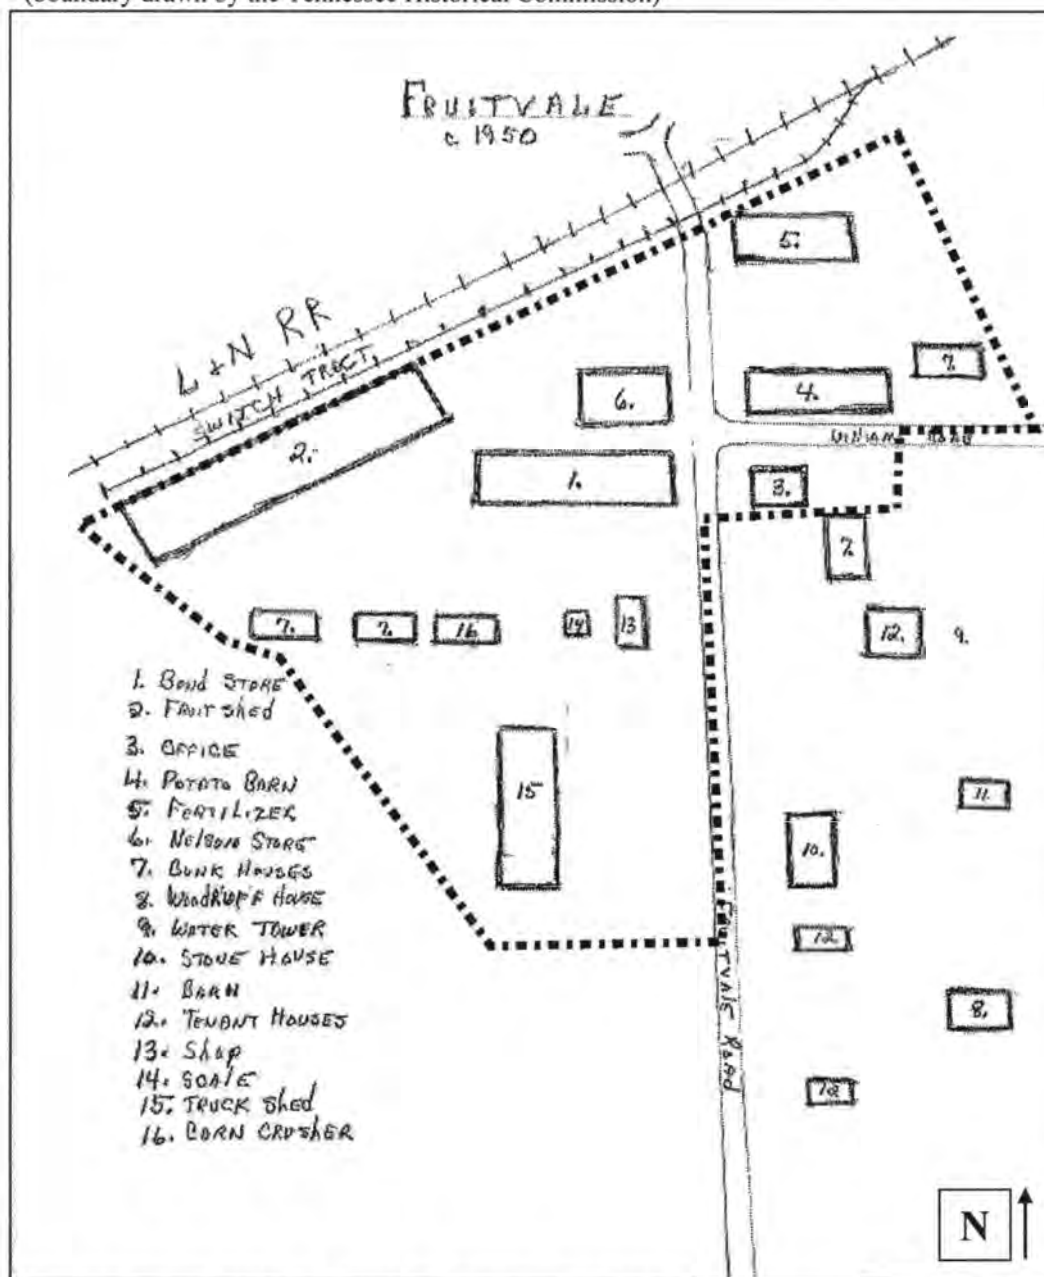 (boundary drawn by the Tennessee Historical Commission)
FRUITVALE
c 1950
L+N RR
SWITCH TRECT
5.
2.
6.
4.
7.
1.
3.
7.
7.
7.
16
14
13
12.
9.
15
11.
10.
12
8.
12
FRUITVALE ROAD
ROAD
1. BOND STORE
2. FRUIT Shed
3. OFFICE
4. POTATO BARN
5. FERTILIZER
6. NELSON STORE
7. BUNK HOUSES
8. WOODRUFF HOUSE
9. WATER TOWER
10. STONE HOUSE
11. BARN
12. TENANT HOUSES
13. Shop
14. SCALE
15. TRUCK Shed
16. CORN CRUSHER
N